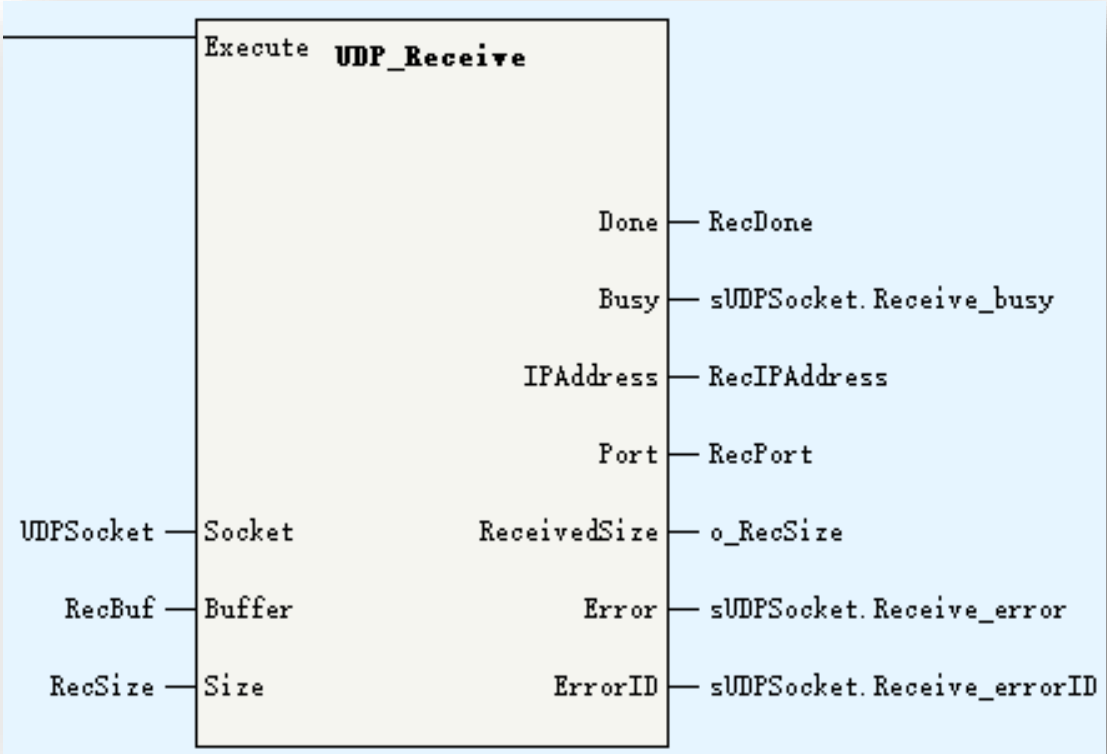 Execute UDP_Receive
Done RecDone
Busy sUDPSocket.Receive_busy
IPAddress RecIPAddress
Port RecPort
UDPSocket Socket ReceivedSize o_RecSize
RecBuf Buffer Error sUDPSocket.Receive_error
RecSize Size ErrorID sUDPSocket.Receive_errorID